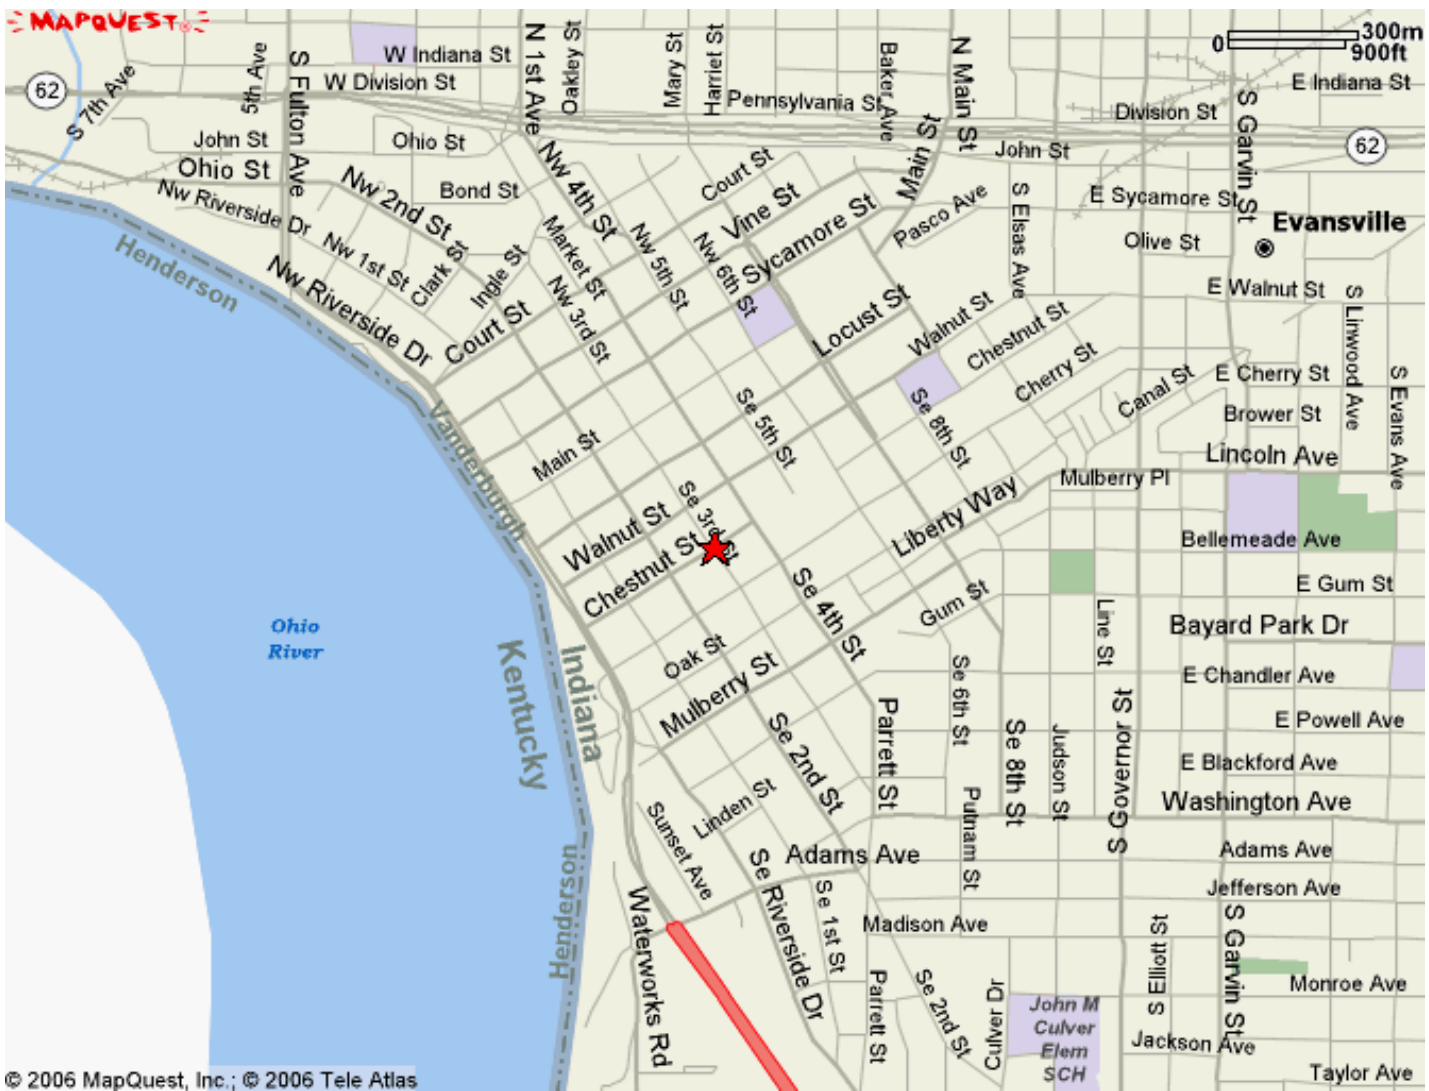 MAPQUEST®
0
300m
900ft
W Indiana St
W Division St
5th Ave
S Fulton Ave
S 7th Ave
62
John St
Ohio St
Ohio St
N 1st Ave
Oakley St
Mary St
Harriet St
Pennsylvania St
Baker Ave
N Main St
Main St
John St
Division St
E Indiana St
S Garvin St
62
Nw Riverside Dr
Nw 2nd St
Bond St
Nw 4th St
Court St
Vine St
Sycamore St
Pasco Ave
S Elsas Ave
E Sycamore St
Evansville
Olive St
E Walnut St
Henderson
Nw 1st St
Clark St
Ingle St
Market St
Nw 3rd St
Nw 5th St
Nw 6th St
Nw Riverside Dr
Court St
Locust St
Walnut St
Chestnut St
Cherry St
Canal St
S Linwood Ave
S Evans Ave
E Cherry St
Brower St
Lincoln Ave
Vanderburgh
Main St
Se 5th St
Se 8th St
Mulberry Pl
Liberty Way
Bellemeade Ave
Walnut St
Chestnut St
Se 3rd St
Se 4th St
Gum St
E Gum St
Line St
Bayard Park Dr
Ohio
River
Kentucky
Indiana
Oak St
Mulberry St
Se 2nd St
Parrett St
Se 6th St
Se 8th St
Judson St
S Governor St
E Chandler Ave
E Powell Ave
E Blackford Ave
Washington Ave
Linden St
Sunset Ave
Adams Ave
Putnam St
Adams Ave
Jefferson Ave
Henderson
Waterworks Rd
Se Riverside Dr
Se 1st St
Madison Ave
Parrett St
Se 2nd St
Culver Dr
S Elliott St
S Garvin St
Monroe Ave
John M
Culver
Elem
SCH
Jackson Ave
Taylor Ave
© 2006 MapQuest, Inc.; © 2006 Tele Atlas